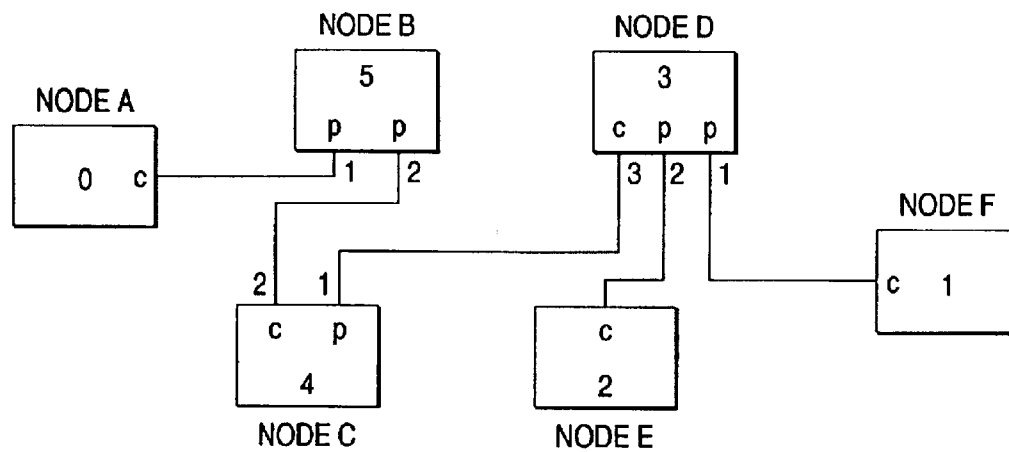 NODE B
NODE D
5
3
NODE A
p p
c p p
0 c
1 2
3 2 1
NODE F
2 1
c 1
c p
c
4
2
NODE C
NODE E